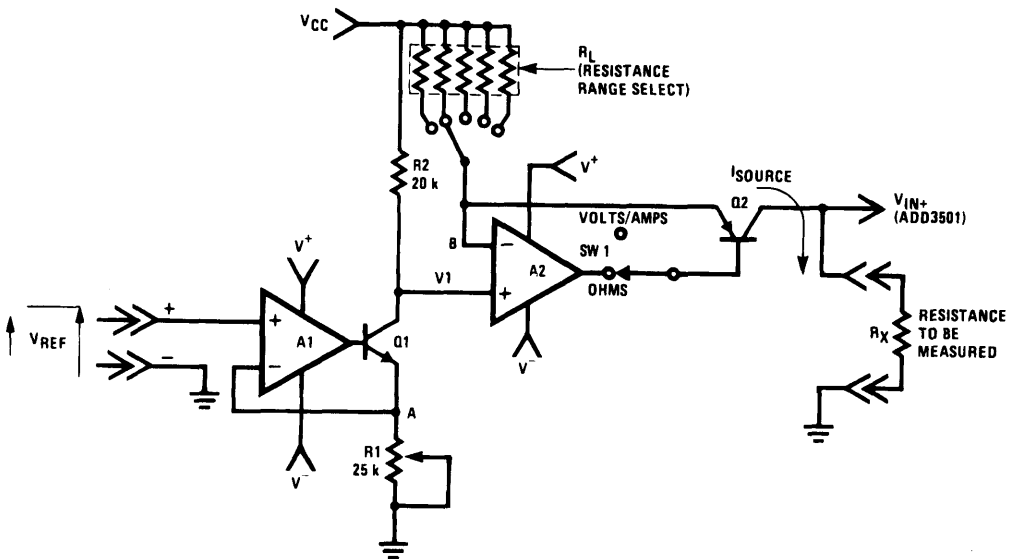 VCC
RL
(RESISTANCE
RANGE SELECT)
R2
20 k
V+
ISOURCE
Q2
VIN+
(ADD3501)
VOLTS/AMPS
B
−
SW 1
A2
V+
V1
+
OHMS
+
+
VREF
A1
Q1
V−
RX
RESISTANCE
TO BE
MEASURED
−
−
A
R1
25 k
V−